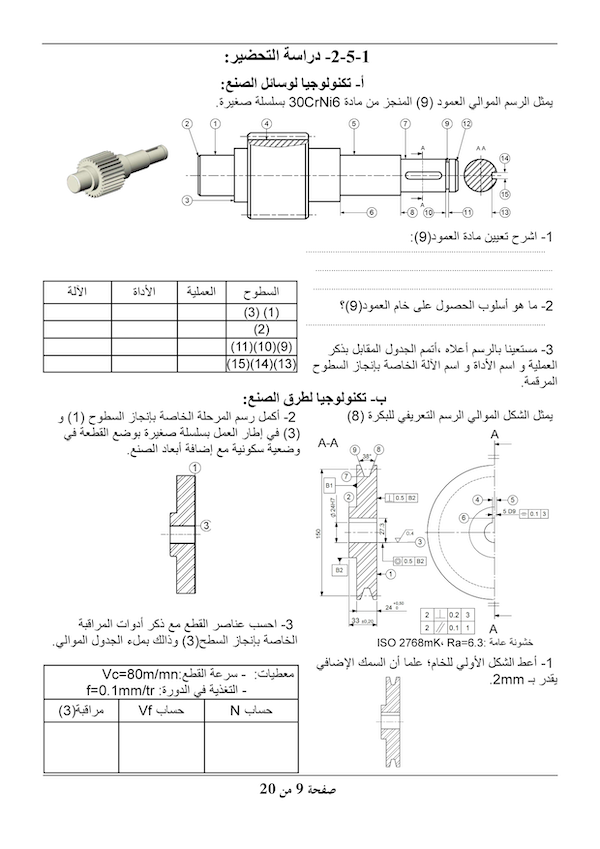 1-5-2- دراسة التحضير:
أ- تكنولوجيا لوسائل الصنع:
يمثل الرسم الموالي العمود (9) المنجز من مادة 30CrNi6 بسلسلة صغيرة.
2 1 4 5 7 9 12
A
A A
14
15
3
6 8 10 11 13
A
1- اشرح تعيين مادة العمود(9):
2- ما هو أسلوب الحصول على خام العمود(9)؟
3- مستعينا بالرسم أعلاه ،أتمم الجدول المقابل بذكر
العملية و اسم الأداة و اسم الآلة الخاصة بإنجاز السطوح
المرقمة.
السطوح العملية الأداة الآلة
(1) (3)
(2)
(9)(10)(11)
(13)(14)(15)
ب- تكنولوجيا لطرق الصنع:
يمثل الشكل الموالي الرسم التعريفي للبكرة (8)
A-A
A
9 8
38°
7
B1
2
⊥ 0.5 B2
4 5
5 D9
⌯ 0.1 3
6
150
Ø 24H7
27.3
0.4
3
◎ 0.5 B2
B2
1
24 +0,20 0
33 ±0,20
2 ⊥ 0.2 3
2 // 0.1 1
A
خشونة عامة :ISO 2768mK، Ra=6.3
1- أعط الشكل الأولي للخام؛ علما أن السمك الإضافي
يقدر بـ 2mm.
2- أكمل رسم المرحلة الخاصة بإنجاز السطوح (1) و
(3) في إطار العمل بسلسلة صغيرة بوضع القطعة في
وضعية سكونية مع إضافة أبعاد الصنع.
1
3
3- احسب عناصر القطع مع ذكر أدوات المراقبة
الخاصة بإنجاز السطح(3) وذالك بملء الجدول الموالي.
معطيات: - سرعة القطع:Vc=80m/mn
- التغذية في الدورة: f=0.1mm/tr
حساب N حساب Vf مراقبة(3)
صفحة 9 من 20